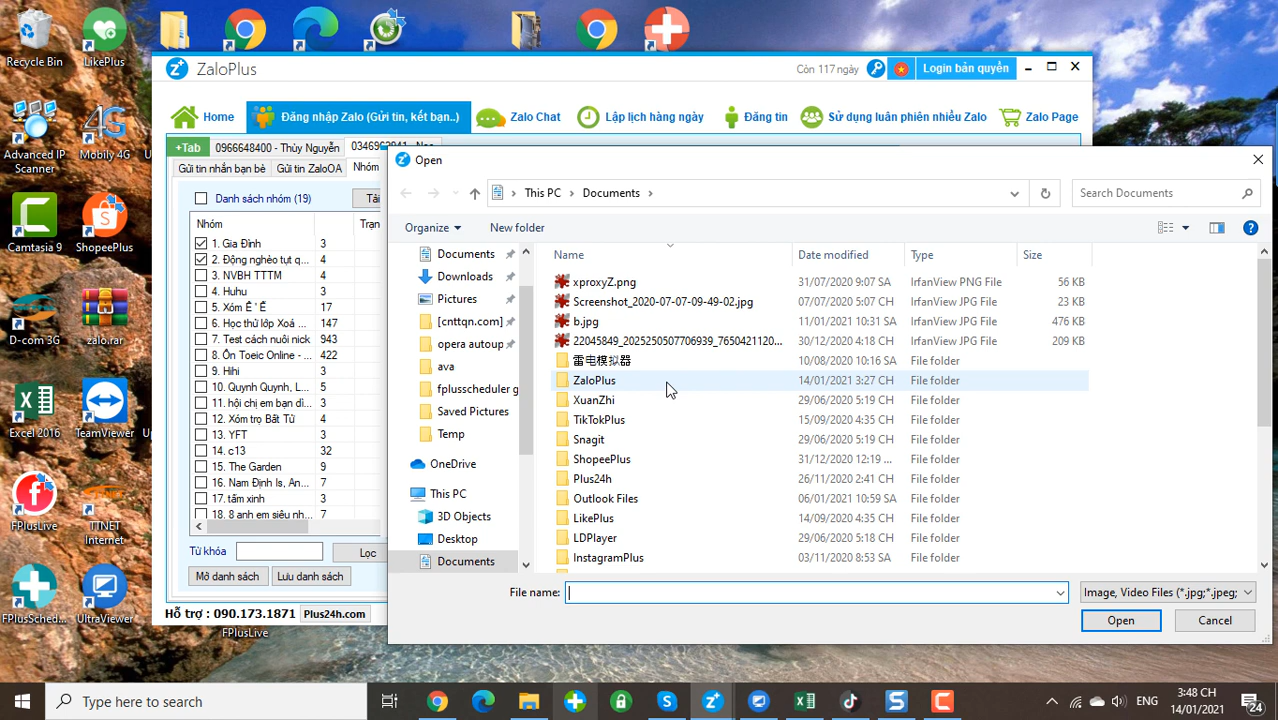 Recycle Bin
LikePlus
Advanced IP
Scanner
Mobily 4G
Camtasia 9
ShopeePlus
D-com 3G
zalo.rar
Excel 2016
TeamViewer
FPlusLive
TTNET
Internet
FPlusSched...
UltraViewer
FPlusLive
ZaloPlus
Còn 117 ngày
Login bản quyền
Home
Đăng nhập Zalo (Gửi tin, kết bạn..)
Zalo Chat
Lập lịch hàng ngày
Đăng tin
Sử dụng luân phiên nhiều Zalo
Zalo Page
+Tab
0966648400 - Thùy Nguyễn
Gửi tin nhắn bạn bè
Gửi tin ZaloOA
Nhóm
Danh sách nhóm (19)
Tải
Nhóm
Trạn
1. Gia Đình 3
2. Động nghèo tụt q... 4
3. NVBH TTTM 4
4. Huhu 3
5. Xóm Ế ' Ế 17
6. Học thử lớp Xoá ... 147
7. Test cách nuôi nick 943
8. Ôn Toeic Online - ... 422
9. Hihi 3
10. Quynh Quynh, L... 3
11. hội chị em bạn dì... 3
12. Xóm trọ Bất Tử 4
13. YFT 3
14. c13 32
15. The Garden 9
16. Nam Định Is, An... 3
17. tấm xinh 3
18. 8 anh em siêu nh... 7
Từ khóa
Lọc
Mở danh sách
Lưu danh sách
Hỗ trợ : 090.173.1871
Plus24h.com
Open
This PC > Documents >
Search Documents
Organize
New folder
Documents
Downloads
Pictures
[cnttqn.com]
opera autoup
ava
fplusscheduler g
Saved Pictures
Temp
OneDrive
This PC
3D Objects
Desktop
Documents
Name Date modified Type Size
xproxyZ.png 31/07/2020 9:07 SA IrfanView PNG File 56 KB
Screenshot_2020-07-07-09-49-02.jpg 07/07/2020 5:07 CH IrfanView JPG File 23 KB
b.jpg 11/01/2021 10:31 SA IrfanView JPG File 476 KB
22045849_2025250507706939_7650421120... 30/12/2020 4:18 CH IrfanView JPG File 209 KB
雷电模拟器 10/08/2020 10:16 SA File folder
ZaloPlus 14/01/2021 3:27 CH File folder
XuanZhi 29/06/2020 5:19 CH File folder
TikTokPlus 15/09/2020 4:35 CH File folder
Snagit 29/06/2020 5:19 CH File folder
ShopeePlus 31/12/2020 12:19 ... File folder
Plus24h 26/11/2020 2:41 CH File folder
Outlook Files 06/01/2021 10:59 SA File folder
LikePlus 14/09/2020 4:35 CH File folder
LDPlayer 29/06/2020 5:18 CH File folder
InstagramPlus 03/11/2020 8:53 SA File folder
File name:
Image, Video Files (*.jpg;*.jpeg;
Open
Cancel
Type here to search
ENG
3:48 CH
14/01/2021
24